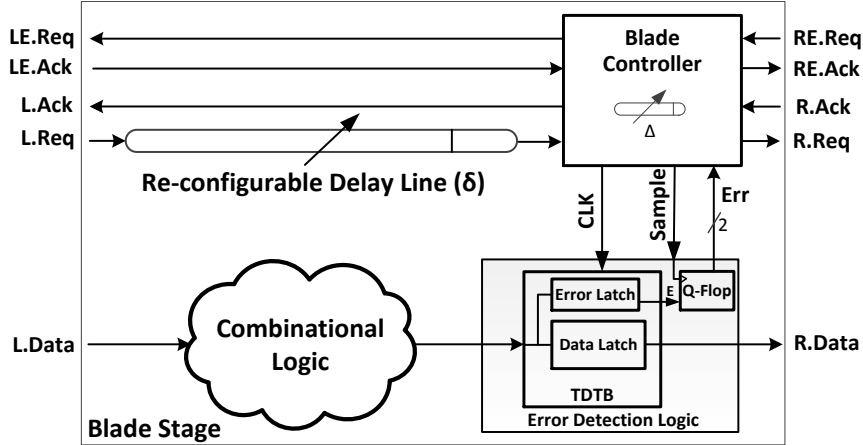 LE.Req
Blade
Controller
RE.Req
LE.Ack
RE.Ack
L.Ack
R.Ack
Δ
L.Req
R.Req
Re-configurable Delay Line (δ)
CLK
Sample
Err
2
Error Latch
E
Q-Flop
Combinational
Logic
L.Data
Data Latch
R.Data
TDTB
Error Detection Logic
Blade Stage